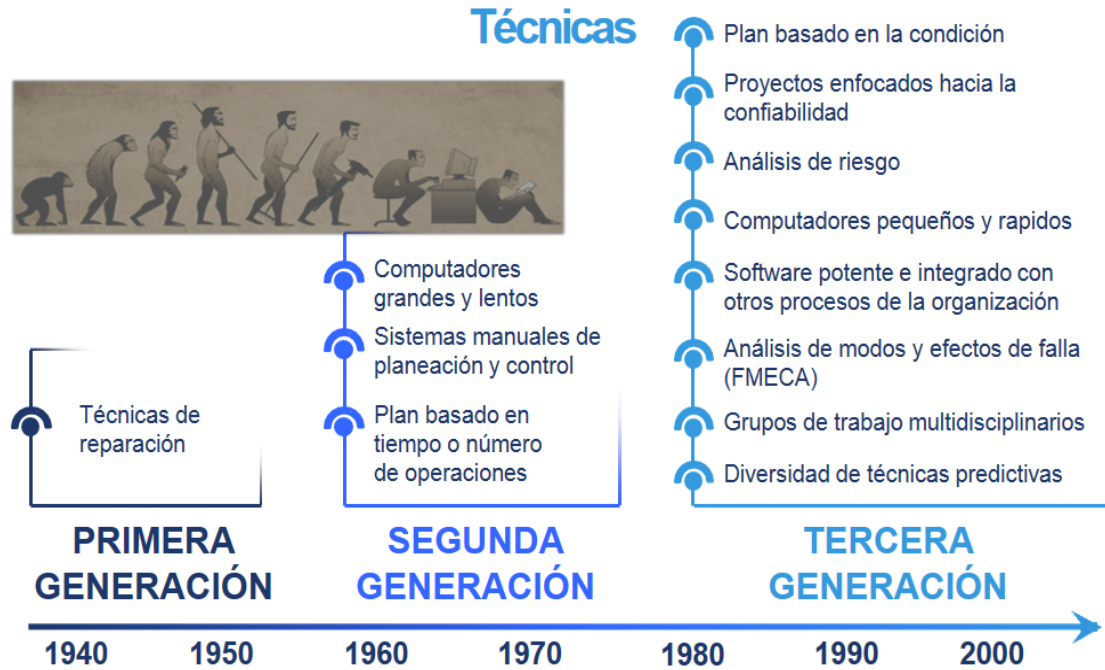 Técnicas
Plan basado en la condición
Proyectos enfocados hacia la
confiabilidad
Análisis de riesgo
Computadores pequeños y rapidos
Software potente e integrado con
otros procesos de la organización
Análisis de modos y efectos de falla
(FMECA)
Grupos de trabajo multidisciplinarios
Diversidad de técnicas predictivas
Computadores
grandes y lentos
Sistemas manuales de
planeación y control
Plan basado en
tiempo o número
de operaciones
Técnicas de
reparación
PRIMERA
GENERACIÓN
SEGUNDA
GENERACIÓN
TERCERA
GENERACIÓN
1940 1950 1960 1970 1980 1990 2000